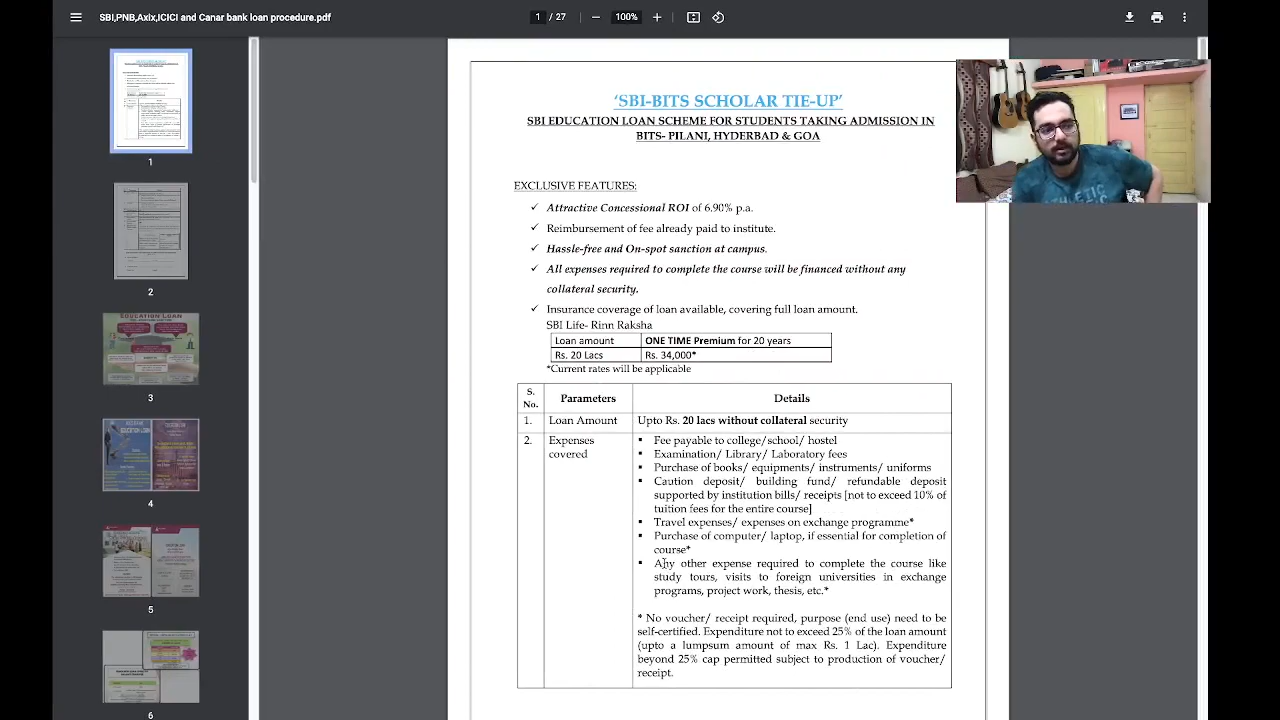 SBI,PNB,Axix,ICICI and Canar bank loan procedure.pdf
1 / 27
100%
'SBI-BITS SCHOLAR TIE-UP'
SBI EDUCATION LOAN SCHEME FOR STUDENTS TAKING ADMISSION IN
BITS- PILANI, HYDERBAD & GOA
EXCLUSIVE FEATURES:
✓ Attractive Concessional ROI of 6.90% p.a.
✓ Reimbursement of fee already paid to institute.
✓ Hassle-free and On-spot sanction at campus.
✓ All expenses required to complete the course will be financed without any
collateral security.
✓ Insurance coverage of loan available, covering full loan amount.
SBI Life- Rinn Raksha
Loan amount ONE TIME Premium for 20 years
Rs. 20 Lacs Rs. 34,000*
will be applicable
S. No. Parameters Details
1. Loan Amount Upto Rs. 20 lacs without collateral security
2. Expenses Covered
▪ Fee payable to college/ school/ hostel
▪ Examination/ Library/ Laboratory fees
▪ Purchase of books/ equipments/ instruments/ uniforms
▪ Caution deposit/ building fund/ refundable deposit
supported by institution bills/ receipts [not to exceed 10% of
tuition fees for the entire course]
▪ Travel expenses/ expenses on exchange programme*
▪ Purchase of computer/ laptop, if essential for completion of
course*
▪ Any other expense required to complete the course like
study tours, visits to foreign universities in exchange
programs, project work, thesis, etc.*
* No voucher/ receipt required, purpose (end use) need to be
self-certified. Expenditure not to exceed 25% of the loan amount
(upto a lumpsum amount of max Rs. 1 Lac). Expenditure
beyond 25% cap permitted subject to production of voucher/
receipt.
1
2
EDUCATION LOAN
3
4
5
6